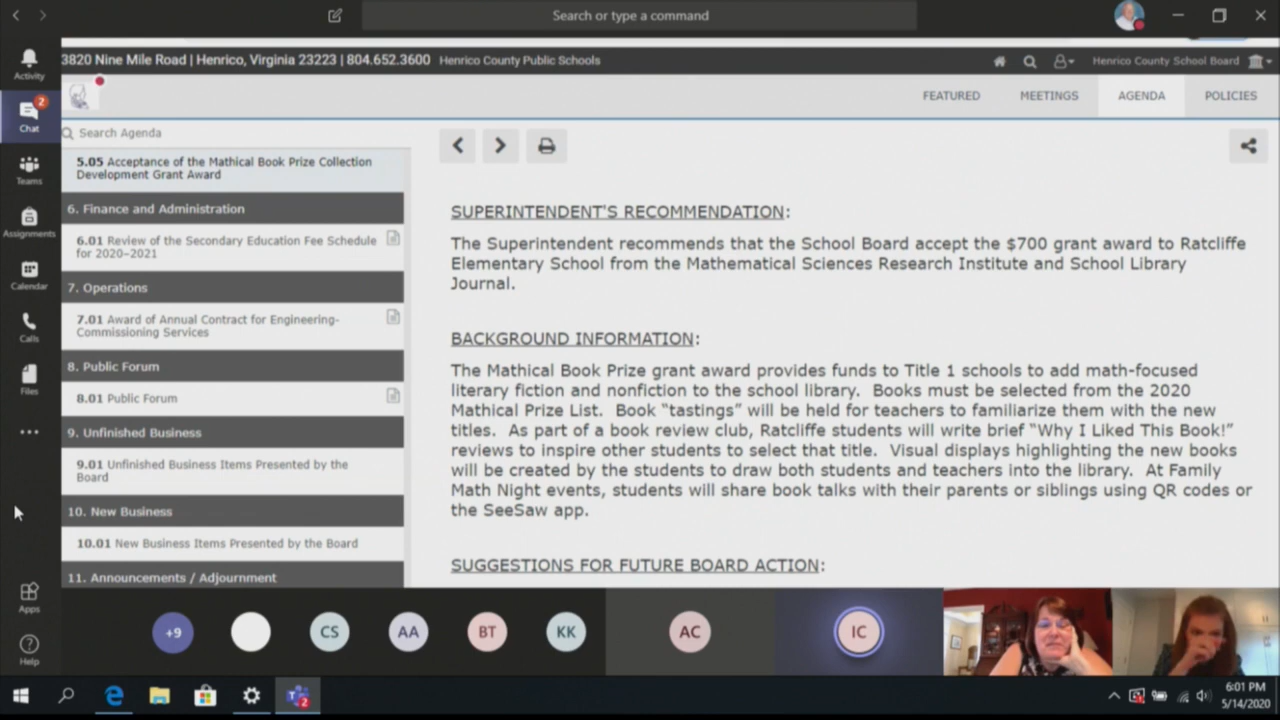 Search or type a command
3820 Nine Mile Road | Henrico, Virginia 23223 | 804.652.3600 Henrico County Public Schools
Henrico County School Board
FEATURED
MEETINGS
AGENDA
POLICIES
Activity
2
Chat
Teams
Assignments
Calendar
Calls
Files
Apps
Help
Search Agenda
5.05 Acceptance of the Mathical Book Prize Collection
Development Grant Award
6. Finance and Administration
6.01 Review of the Secondary Education Fee Schedule
for 2020–2021
7. Operations
7.01 Award of Annual Contract for Engineering-
Commissioning Services
8. Public Forum
8.01 Public Forum
9. Unfinished Business
9.01 Unfinished Business Items Presented by the
Board
10. New Business
10.01 New Business Items Presented by the Board
11. Announcements / Adjournment
SUPERINTENDENT'S RECOMMENDATION:
The Superintendent recommends that the School Board accept the $700 grant award to Ratcliffe
Elementary School from the Mathematical Sciences Research Institute and School Library
Journal.
BACKGROUND INFORMATION:
The Mathical Book Prize grant award provides funds to Title 1 schools to add math-focused
literary fiction and nonfiction to the school library. Books must be selected from the 2020
Mathical Prize List. Book “tastings” will be held for teachers to familiarize them with the new
titles. As part of a book review club, Ratcliffe students will write brief “Why I Liked This Book!”
reviews to inspire other students to select that title. Visual displays highlighting the new books
will be created by the students to draw both students and teachers into the library. At Family
Math Night events, students will share book talks with their parents or siblings using QR codes or
the SeeSaw app.
SUGGESTIONS FOR FUTURE BOARD ACTION:
+9
CS
AA
BT
KK
AC
IC
2
6:01 PM
5/14/2020